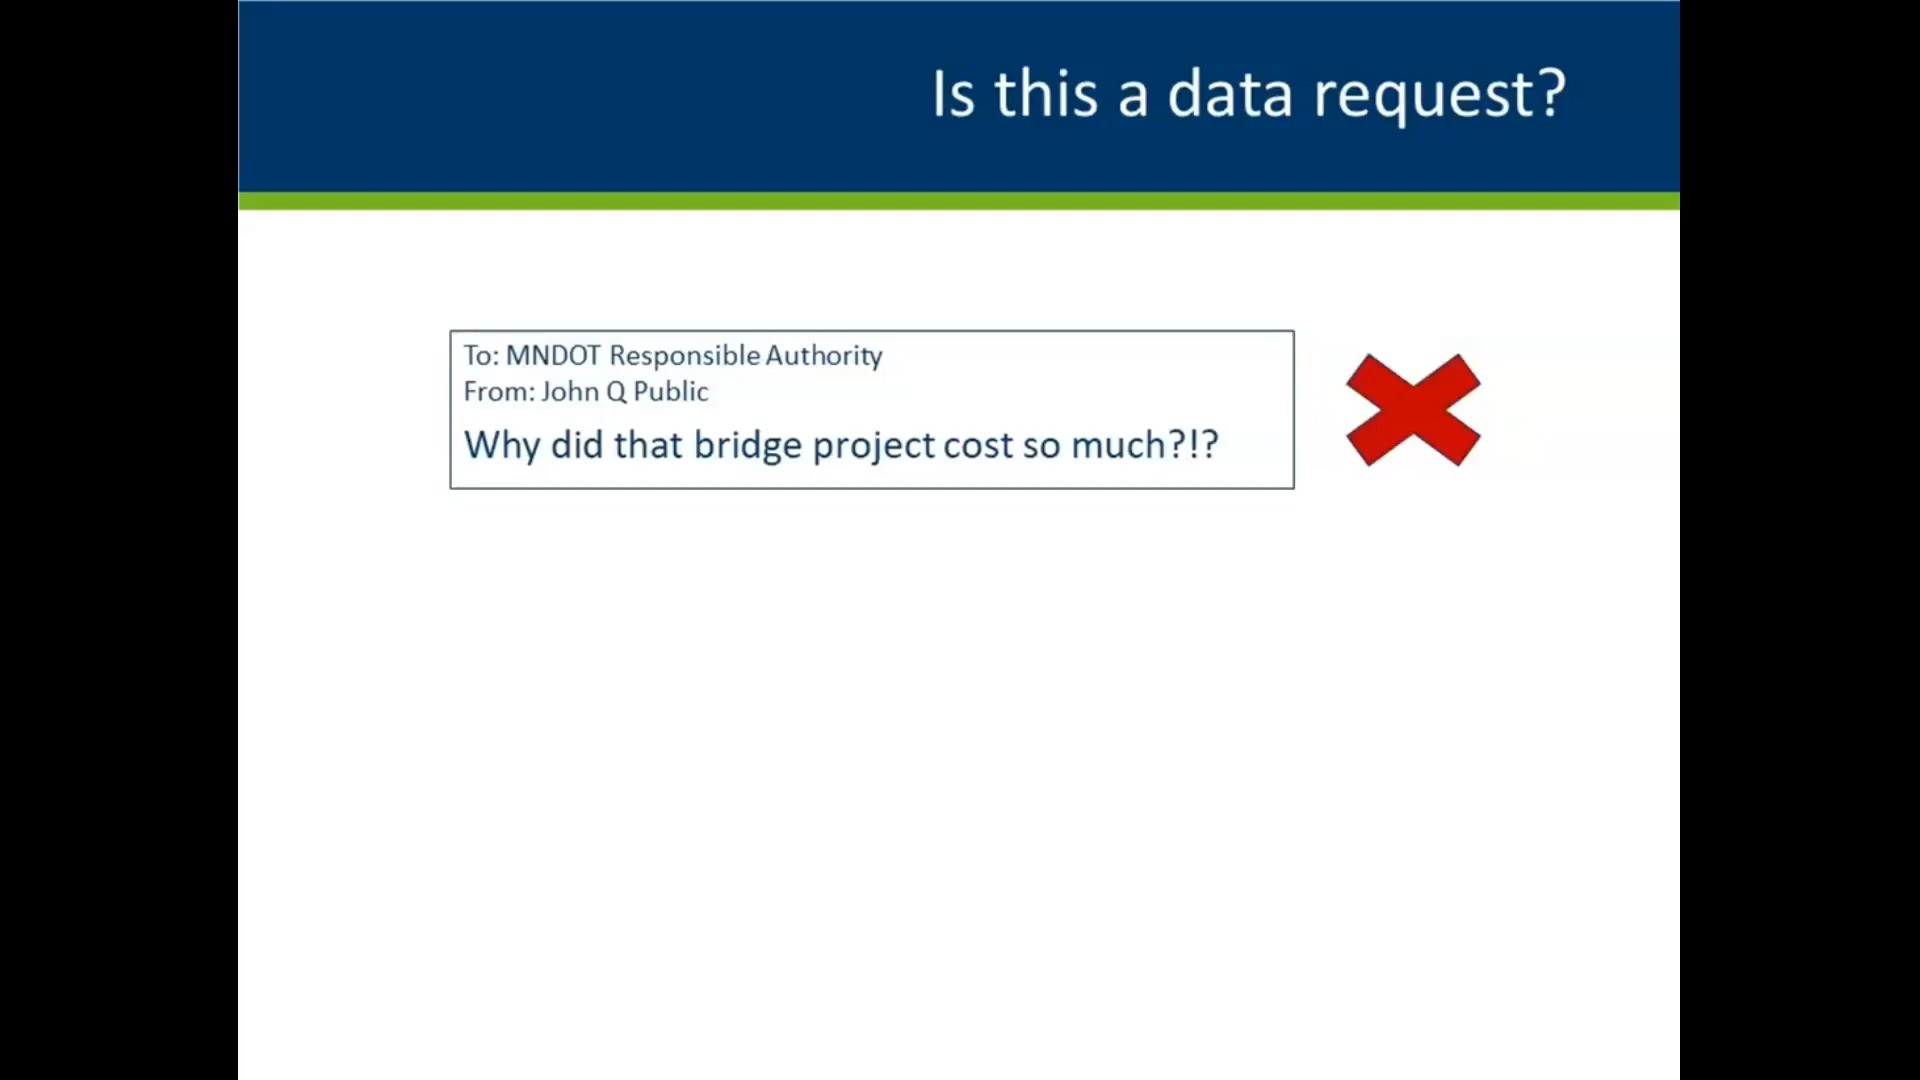 Is this a data request?
To: MNDOT Responsible Authority
From: John Q Public
Why did that bridge project cost so much?!?